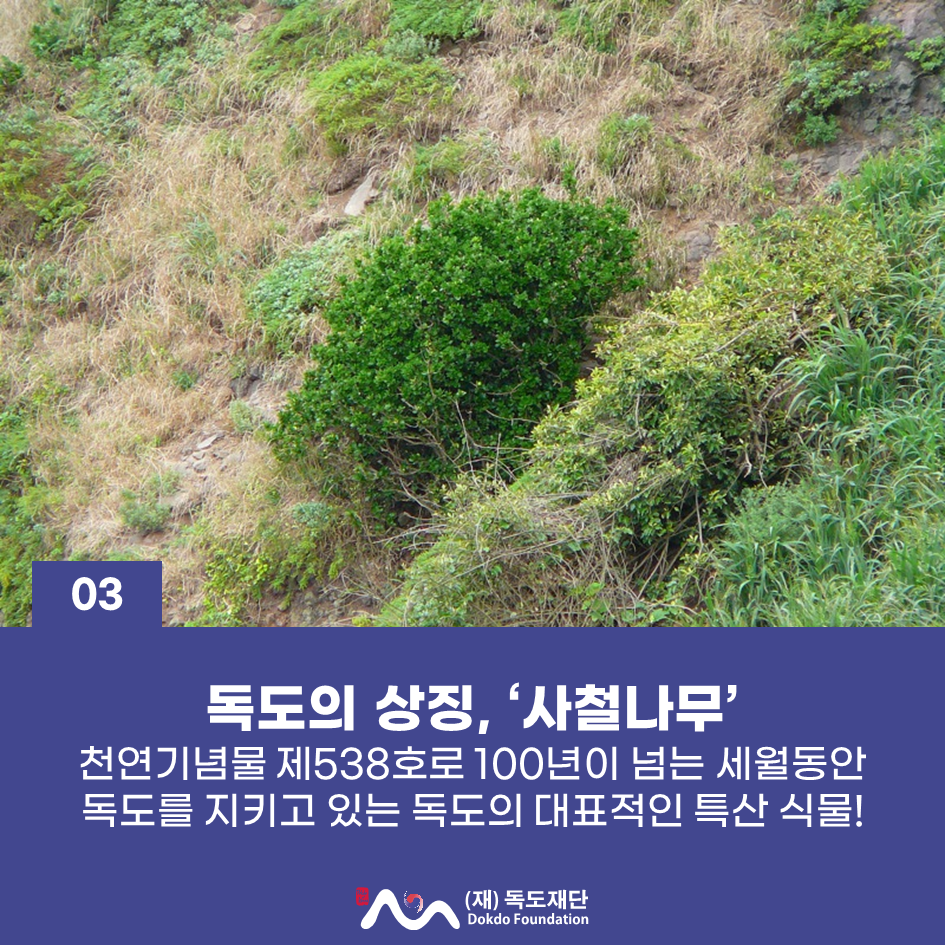 03
독도의 상징, ‘사철나무’
천연기념물 제538호로 100년이 넘는 세월동안
독도를 지키고 있는 독도의 대표적인 특산 식물!
(재) 독도재단
Dokdo Foundation